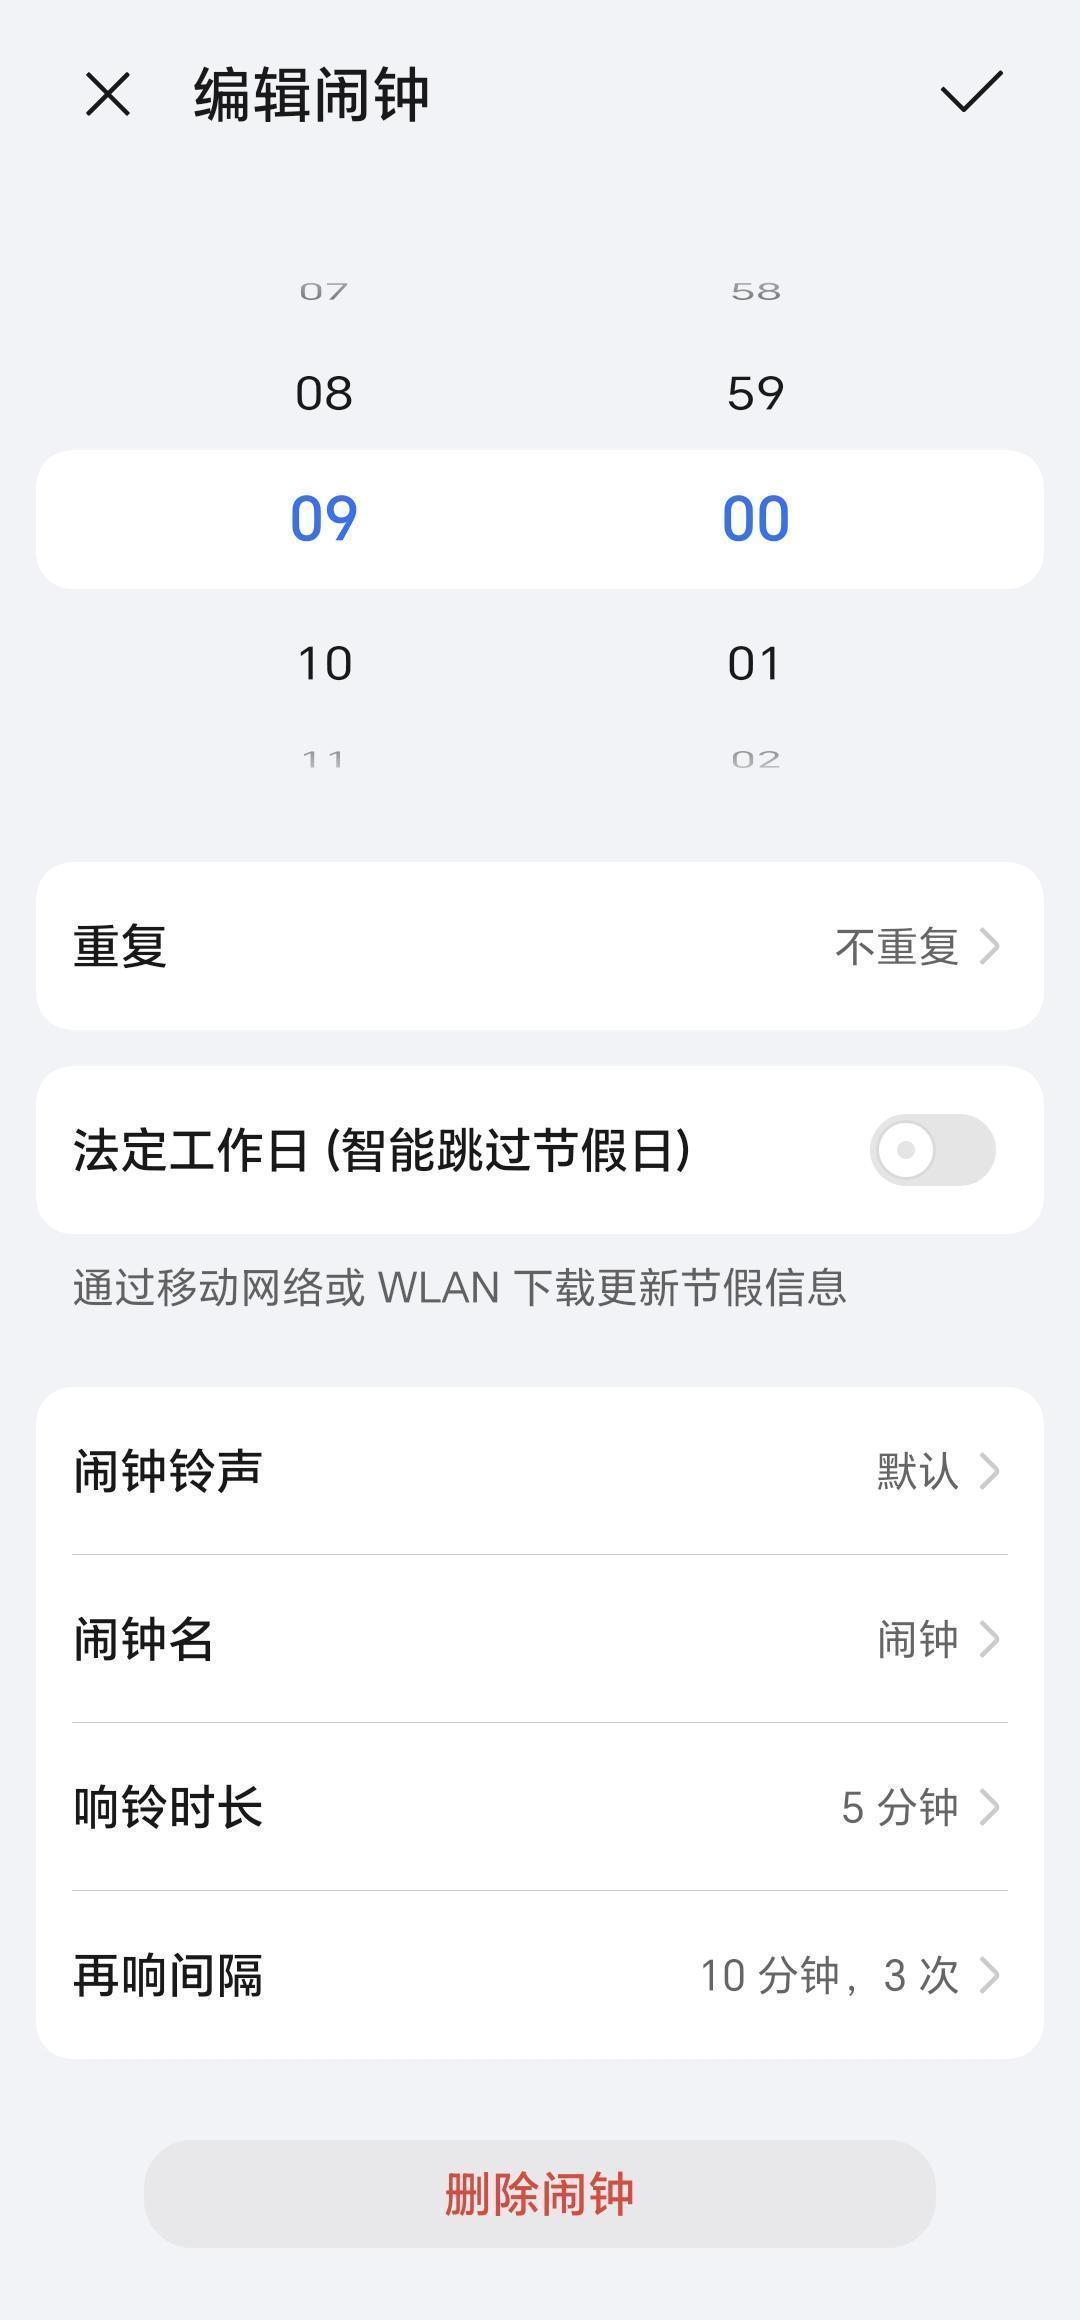 编辑闹钟
07 58
08 59
09 00
10 01
11 02
重复 不重复
法定工作日 (智能跳过节假日)
通过移动网络或 WLAN 下载更新节假信息
闹钟铃声 默认
闹钟名 闹钟
响铃时长 5 分钟
再响间隔 10 分钟，3 次
删除闹钟